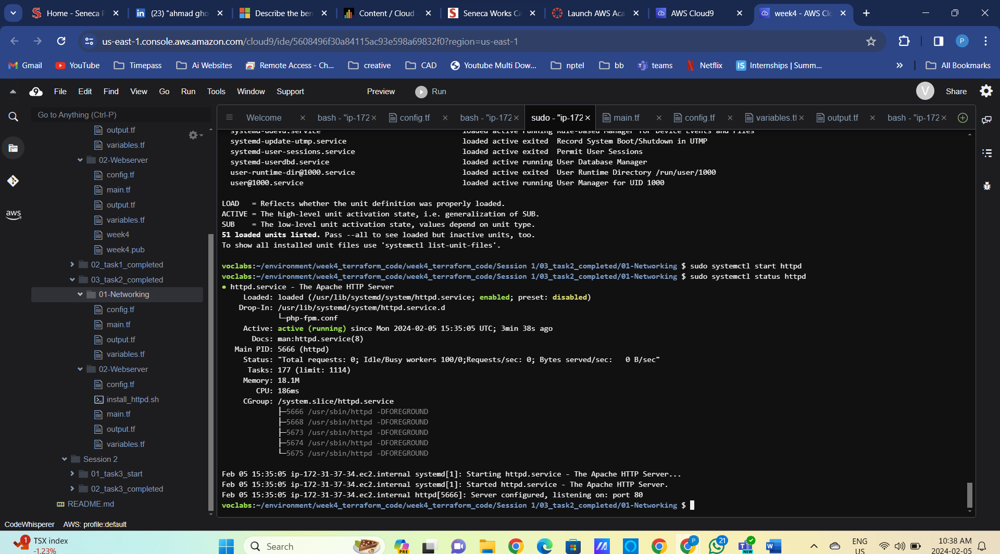 Home - Seneca P
(23) "ahmad gho
Describe the ben
Content / Cloud
Seneca Works Ca
Launch AWS Aca
AWS Cloud9
week4 - AWS Clo
us-east-1.console.aws.amazon.com/cloud9/ide/5608496f30a84115ac93e598a69832f0?region=us-east-1
P
Gmail YouTube Timepass Ai Websites Remote Access - Ch... creative CAD Youtube Multi Dow... nptel bb teams Netflix IS Internships | Summ... » All Bookmarks
9 File Edit Find View Go Run Tools Window Support Preview Run V Share
Go to Anything (Ctrl-P)
Welcome bash - "ip-172 config.tf bash - "ip-172 sudo - "ip-172 main.tf config.tf variables.tf output.tf bash - "ip-172
aws
output.tf
variables.tf
02-Webserver
config.tf
main.tf
output.tf
variables.tf
week4
week4.pub
02_task1_completed
03_task2_completed
01-Networking
config.tf
main.tf
output.tf
variables.tf
02-Webserver
config.tf
install_httpd.sh
main.tf
output.tf
variables.tf
Session 2
01_task3_start
02_task3_completed
README.md
systemd-udevd.service loaded active running Rule-based Manager for Device Events and Files
systemd-update-utmp.service loaded active exited Record System Boot/Shutdown in UTMP
systemd-user-sessions.service loaded active exited Permit User Sessions
systemd-userdbd.service loaded active running User Database Manager
user-runtime-dir@1000.service loaded active exited User Runtime Directory /run/user/1000
user@1000.service loaded active running User Manager for UID 1000
LOAD = Reflects whether the unit definition was properly loaded.
ACTIVE = The high-level unit activation state, i.e. generalization of SUB.
SUB = The low-level unit activation state, values depend on unit type.
51 loaded units listed. Pass --all to see loaded but inactive units, too.
To show all installed unit files use 'systemctl list-unit-files'.
voclabs:~/environment/week4_terraform_code/week4_terraform_code/Session 1/03_task2_completed/01-Networking $ sudo systemctl start httpd
voclabs:~/environment/week4_terraform_code/week4_terraform_code/Session 1/03_task2_completed/01-Networking $ sudo systemctl status httpd
● httpd.service - The Apache HTTP Server
Loaded: loaded (/usr/lib/systemd/system/httpd.service; enabled; preset: disabled)
Drop-In: /usr/lib/systemd/system/httpd.service.d
└─php-fpm.conf
Active: active (running) since Mon 2024-02-05 15:35:05 UTC; 3min 38s ago
Docs: man:httpd.service(8)
Main PID: 5666 (httpd)
Status: "Total requests: 0; Idle/Busy workers 100/0;Requests/sec: 0; Bytes served/sec: 0 B/sec"
Tasks: 177 (limit: 1114)
Memory: 18.1M
CPU: 186ms
CGroup: /system.slice/httpd.service
├─5666 /usr/sbin/httpd -DFOREGROUND
├─5668 /usr/sbin/httpd -DFOREGROUND
├─5673 /usr/sbin/httpd -DFOREGROUND
├─5674 /usr/sbin/httpd -DFOREGROUND
└─5675 /usr/sbin/httpd -DFOREGROUND
Feb 05 15:35:05 ip-172-31-37-34.ec2.internal systemd[1]: Starting httpd.service - The Apache HTTP Server...
Feb 05 15:35:05 ip-172-31-37-34.ec2.internal systemd[1]: Started httpd.service - The Apache HTTP Server.
Feb 05 15:35:05 ip-172-31-37-34.ec2.internal httpd[5666]: Server configured, listening on: port 80
voclabs:~/environment/week4_terraform_code/week4_terraform_code/Session 1/03_task2_completed/01-Networking $
CodeWhisperer AWS: profile:default
1 TSX index
-1.23%
Search
PRE
P
21
NEW
W
ENG
US
10:38 AM
2024-02-05